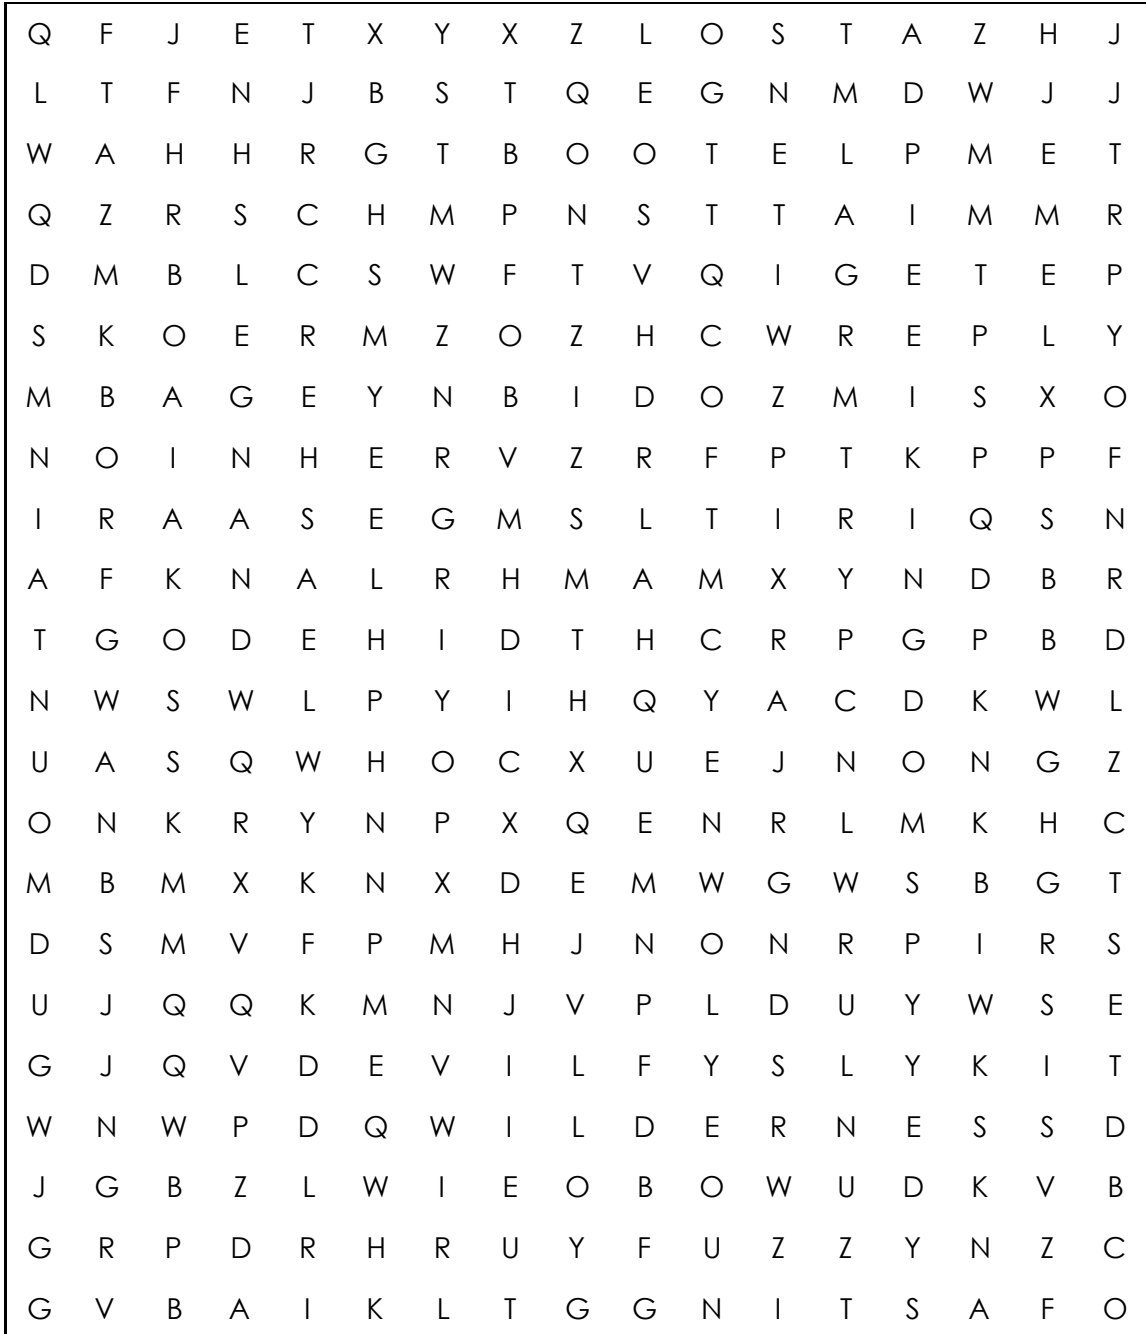 Q F J E T X Y X Z L O S T A Z H J
L T F N J B S T Q E G N M D W J J
W A H H R G T B O O T E L P M E T
Q Z R S C H M P N S T T A I M M R
D M B L C S W F T V Q I G E T E P
S K O E R M Z O Z H C W R E P L Y
M B A G E Y N B I D O Z M I S X O
N O I N H E R V Z R F P T K P P F
I R A A S E G M S L T I R I Q S N
A F K N A L R H M A M X Y N D B R
T G O D E H I D T H C R P G P B D
N W S W L P Y I H Q Y A C D K W L
U A S Q W H O C X U E J N O N G Z
O N K R Y N P X Q E N R L M K H C
M B M X K N X D E M W G W S B G T
D S M V F P M H J N O N R P I R S
U J Q Q K M N J V P L D U Y W S E
G J Q V D E V I L F Y S L Y K I T
W N W P D Q W I L D E R N E S S D
J G B Z L W I E O B O W U D K V B
G R P D R H R U Y F U Z Z Y N Z C
G V B A I K L T G G N I T S A F O